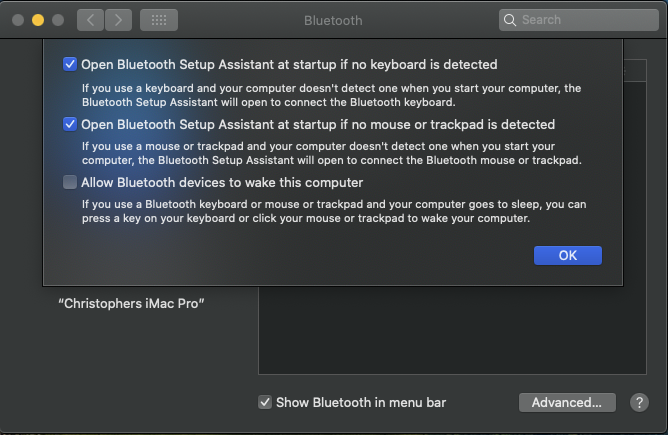 Bluetooth
Search
Open Bluetooth Setup Assistant at startup if no keyboard is detected
If you use a keyboard and your computer doesn't detect one when you start your computer, the
Bluetooth Setup Assistant will open to connect the Bluetooth keyboard.
Open Bluetooth Setup Assistant at startup if no mouse or trackpad is detected
If you use a mouse or trackpad and your computer doesn't detect one when you start your
computer, the Bluetooth Setup Assistant will open to connect the Bluetooth mouse or trackpad.
Allow Bluetooth devices to wake this computer
If you use a Bluetooth keyboard or mouse or trackpad and your computer goes to sleep, you can
press a key on your keyboard or click your mouse or trackpad to wake your computer.
OK
“Christophers iMac Pro”
Show Bluetooth in menu bar
Advanced...
?